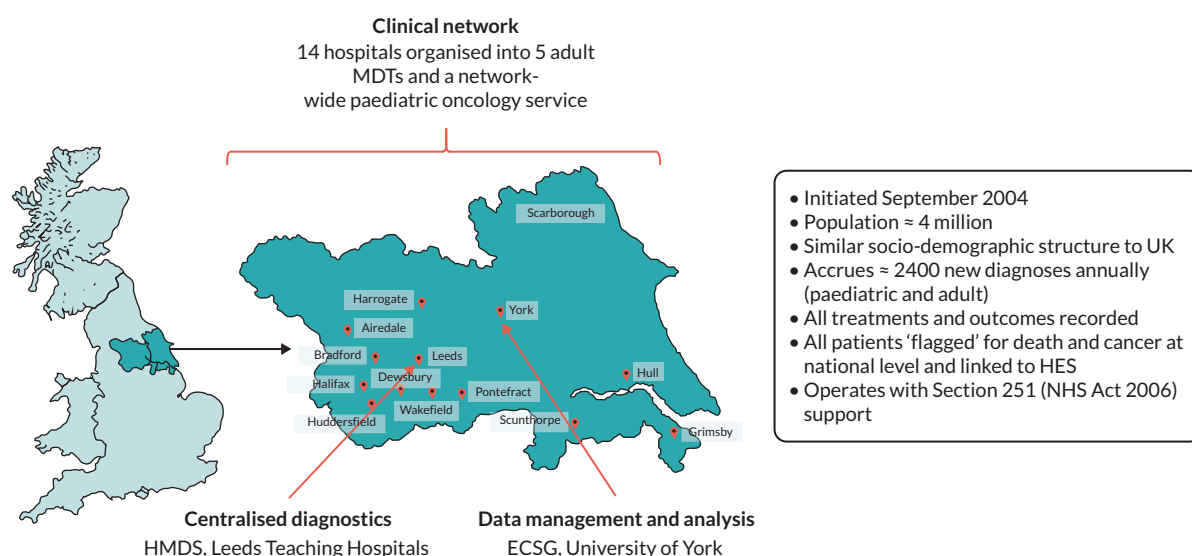 Clinical network
14 hospitals organised into 5 adult
MDTs and a network-
wide paediatric oncology service
Scarborough
Harrogate
York
Airedale
Bradford
Leeds
Hull
Halifax
Dewsbury
Pontefract
Wakefield
Huddersfield
Scunthorpe
Grimsby
• Initiated September 2004
• Population ≈ 4 million
• Similar socio-demographic structure to UK
• Accrues ≈ 2400 new diagnoses annually
(paediatric and adult)
• All treatments and outcomes recorded
• All patients ‘flagged’ for death and cancer at
national level and linked to HES
• Operates with Section 251 (NHS Act 2006)
support
Centralised diagnostics
HMDS, Leeds Teaching Hospitals
Data management and analysis
ECSG, University of York